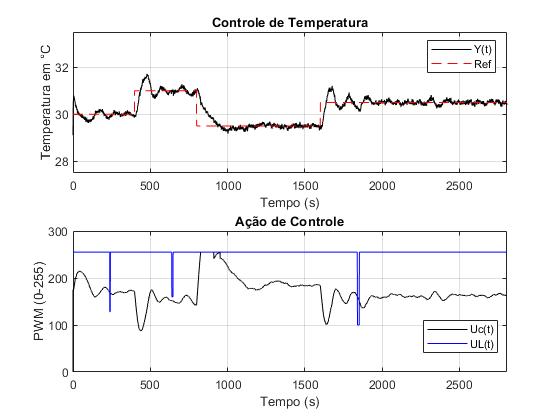 Controle de Temperatura
Temperatura em °C
32
30
28
Y(t)
Ref
0 500 1000 1500 2000 2500
Tempo (s)
Ação de Controle
PWM (0-255)
300
200
100
0
Uc(t)
UL(t)
0 500 1000 1500 2000 2500
Tempo (s)